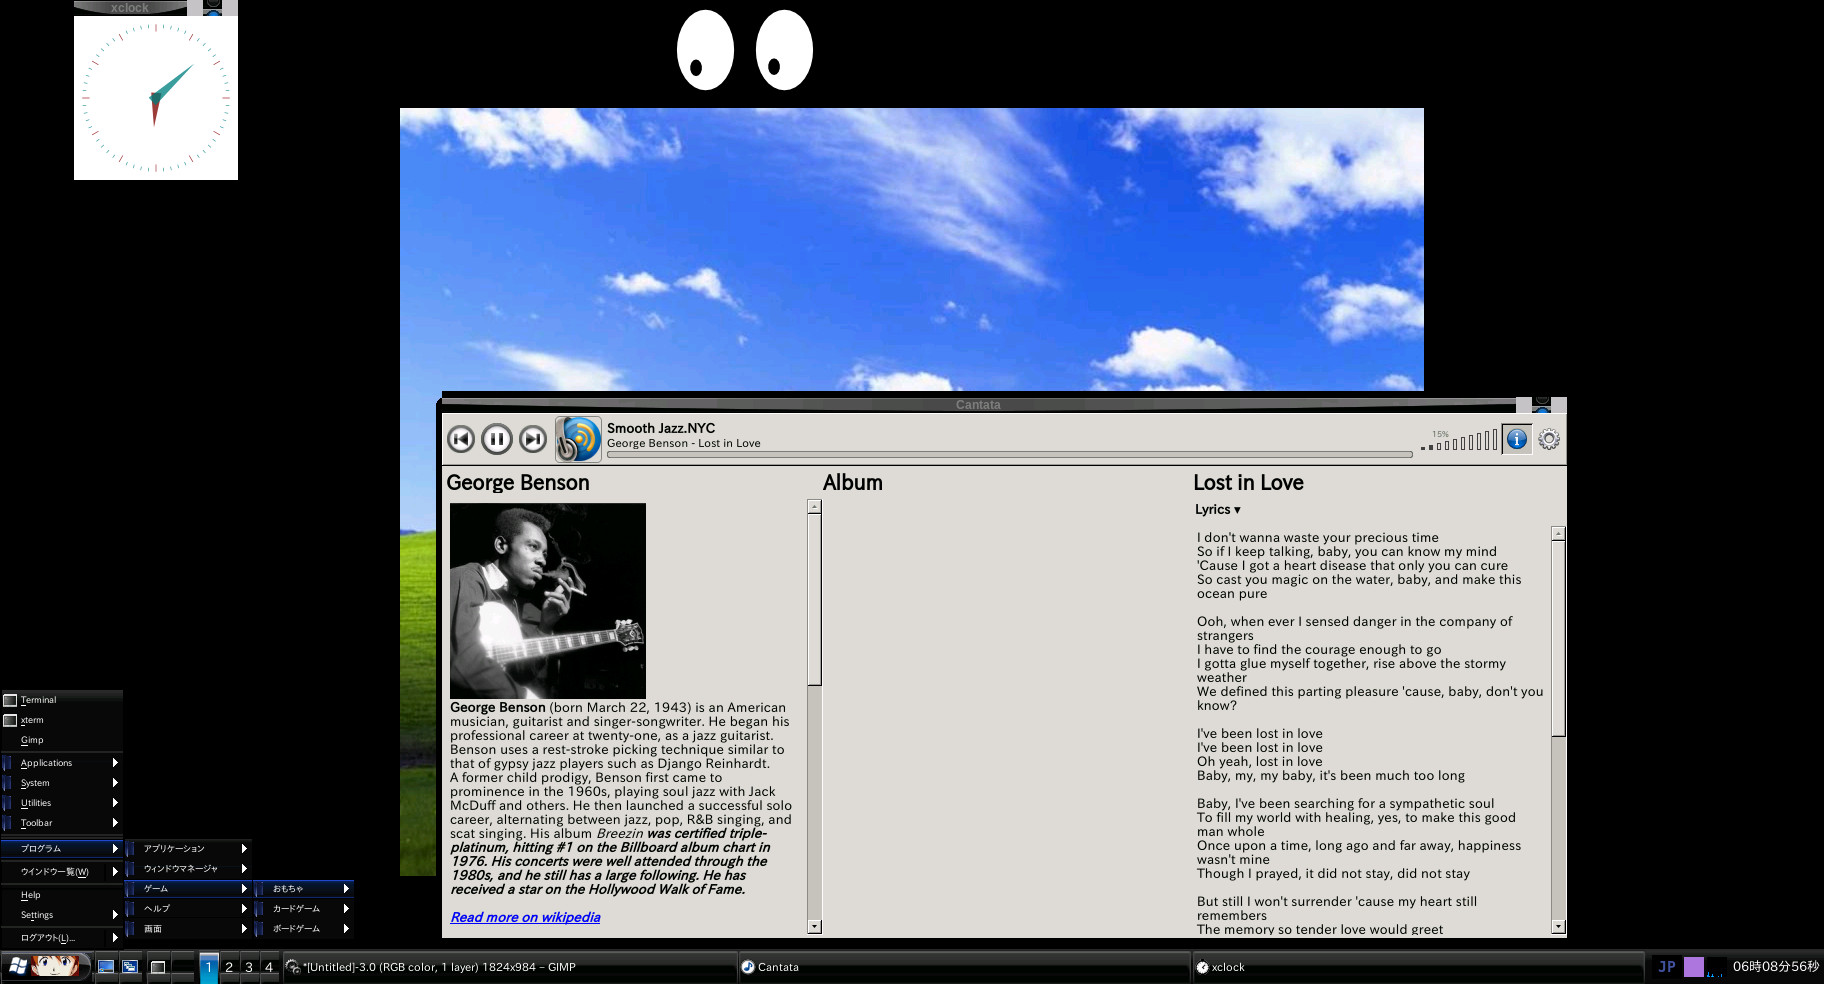 xclock
Cantata
Smooth Jazz.NYC
George Benson - Lost in Love
15%
George Benson
Album
Lost in Love
Lyrics ▾
George Benson (born March 22, 1943) is an American
musician, guitarist and singer-songwriter. He began his
professional career at twenty-one, as a jazz guitarist.
Benson uses a rest-stroke picking technique similar to
that of gypsy jazz players such as Django Reinhardt.
A former child prodigy, Benson first came to
prominence in the 1960s, playing soul jazz with Jack
McDuff and others. He then launched a successful solo
career, alternating between jazz, pop, R&B singing, and
scat singing. His album Breezin was certified triple-
platinum, hitting #1 on the Billboard album chart in
1976. His concerts were well attended through the
1980s, and he still has a large following. He has
received a star on the Hollywood Walk of Fame.
Read more on wikipedia
I don't wanna waste your precious time
So if I keep talking, baby, you can know my mind
'Cause I got a heart disease that only you can cure
So cast you magic on the water, baby, and make this
ocean pure
Ooh, when ever I sensed danger in the company of
strangers
I have to find the courage enough to go
I gotta glue myself together, rise above the stormy
weather
We defined this parting pleasure 'cause, baby, don't you
know?
I've been lost in love
I've been lost in love
Oh yeah, lost in love
Baby, my, my baby, it's been much too long
Baby, I've been searching for a sympathetic soul
To fill my world with healing, yes, to make this good
man whole
Once upon a time, long ago and far away, happiness
wasn't mine
Though I prayed, it did not stay, did not stay
But still I won't surrender 'cause my heart still
remembers
The memory so tender love would greet
Terminal
xterm
Gimp
Applications
System
Utilities
Toolbar
プログラム
ウインドウ一覧(W)
Help
Settings
ログアウト(L)...
アプリケーション
ウィンドウマネージャ
ゲーム
ヘルプ
画面
おもちゃ
カードゲーム
ボードゲーム
1 2 3 4
*[Untitled]-3.0 (RGB color, 1 layer) 1824x984 – GIMP
Cantata
xclock
JP
06時08分56秒